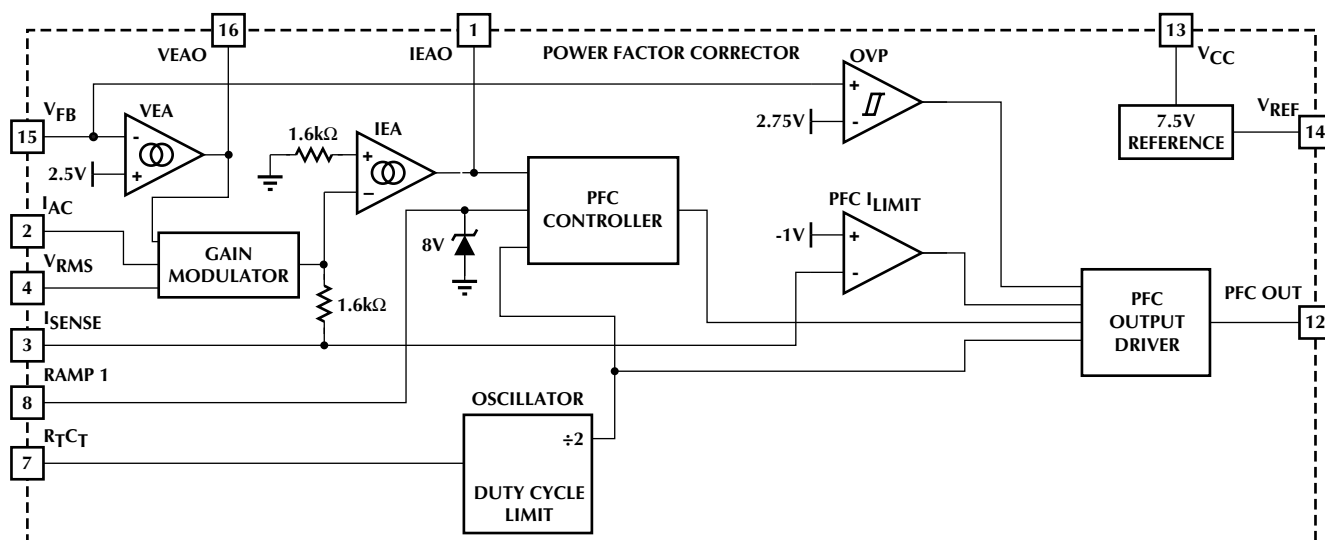 16
1
13
VEAO
IEAO
POWER FACTOR CORRECTOR
OVP
VCC
VFB
VEA
+
-
15
-
+
2.5V
1.6kΩ
IEA
+
−
2.75V
7.5V
REFERENCE
VREF
14
IAC
2
PFC
CONTROLLER
PFC ILIMIT
-1V
+
-
8V
GAIN
MODULATOR
VRMS
4
1.6kΩ
PFC
OUTPUT
DRIVER
PFC OUT
12
ISENSE
3
RAMP 1
8
OSCILLATOR
÷2
DUTY CYCLE
LIMIT
RTCT
7